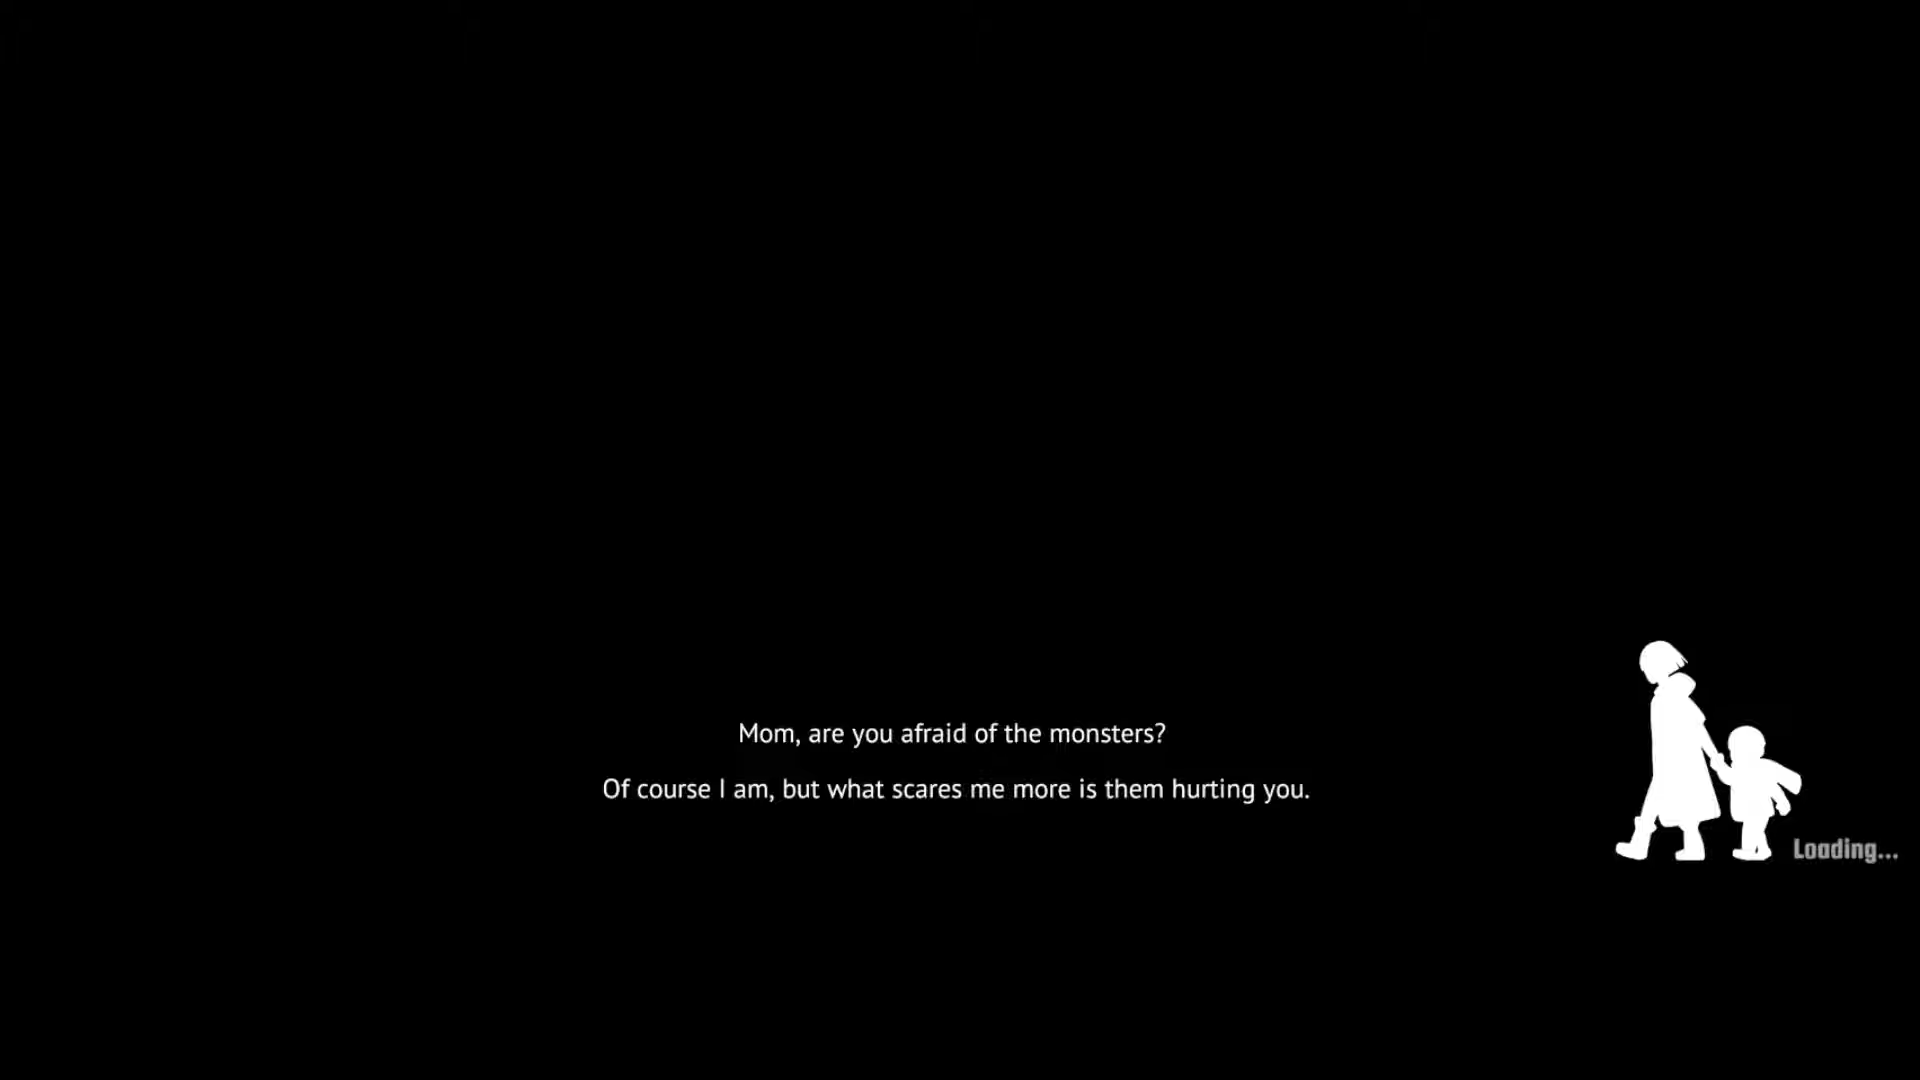 Mom, are you afraid of the monsters?
Of course I am, but what scares me more is them hurting you.
Loading...